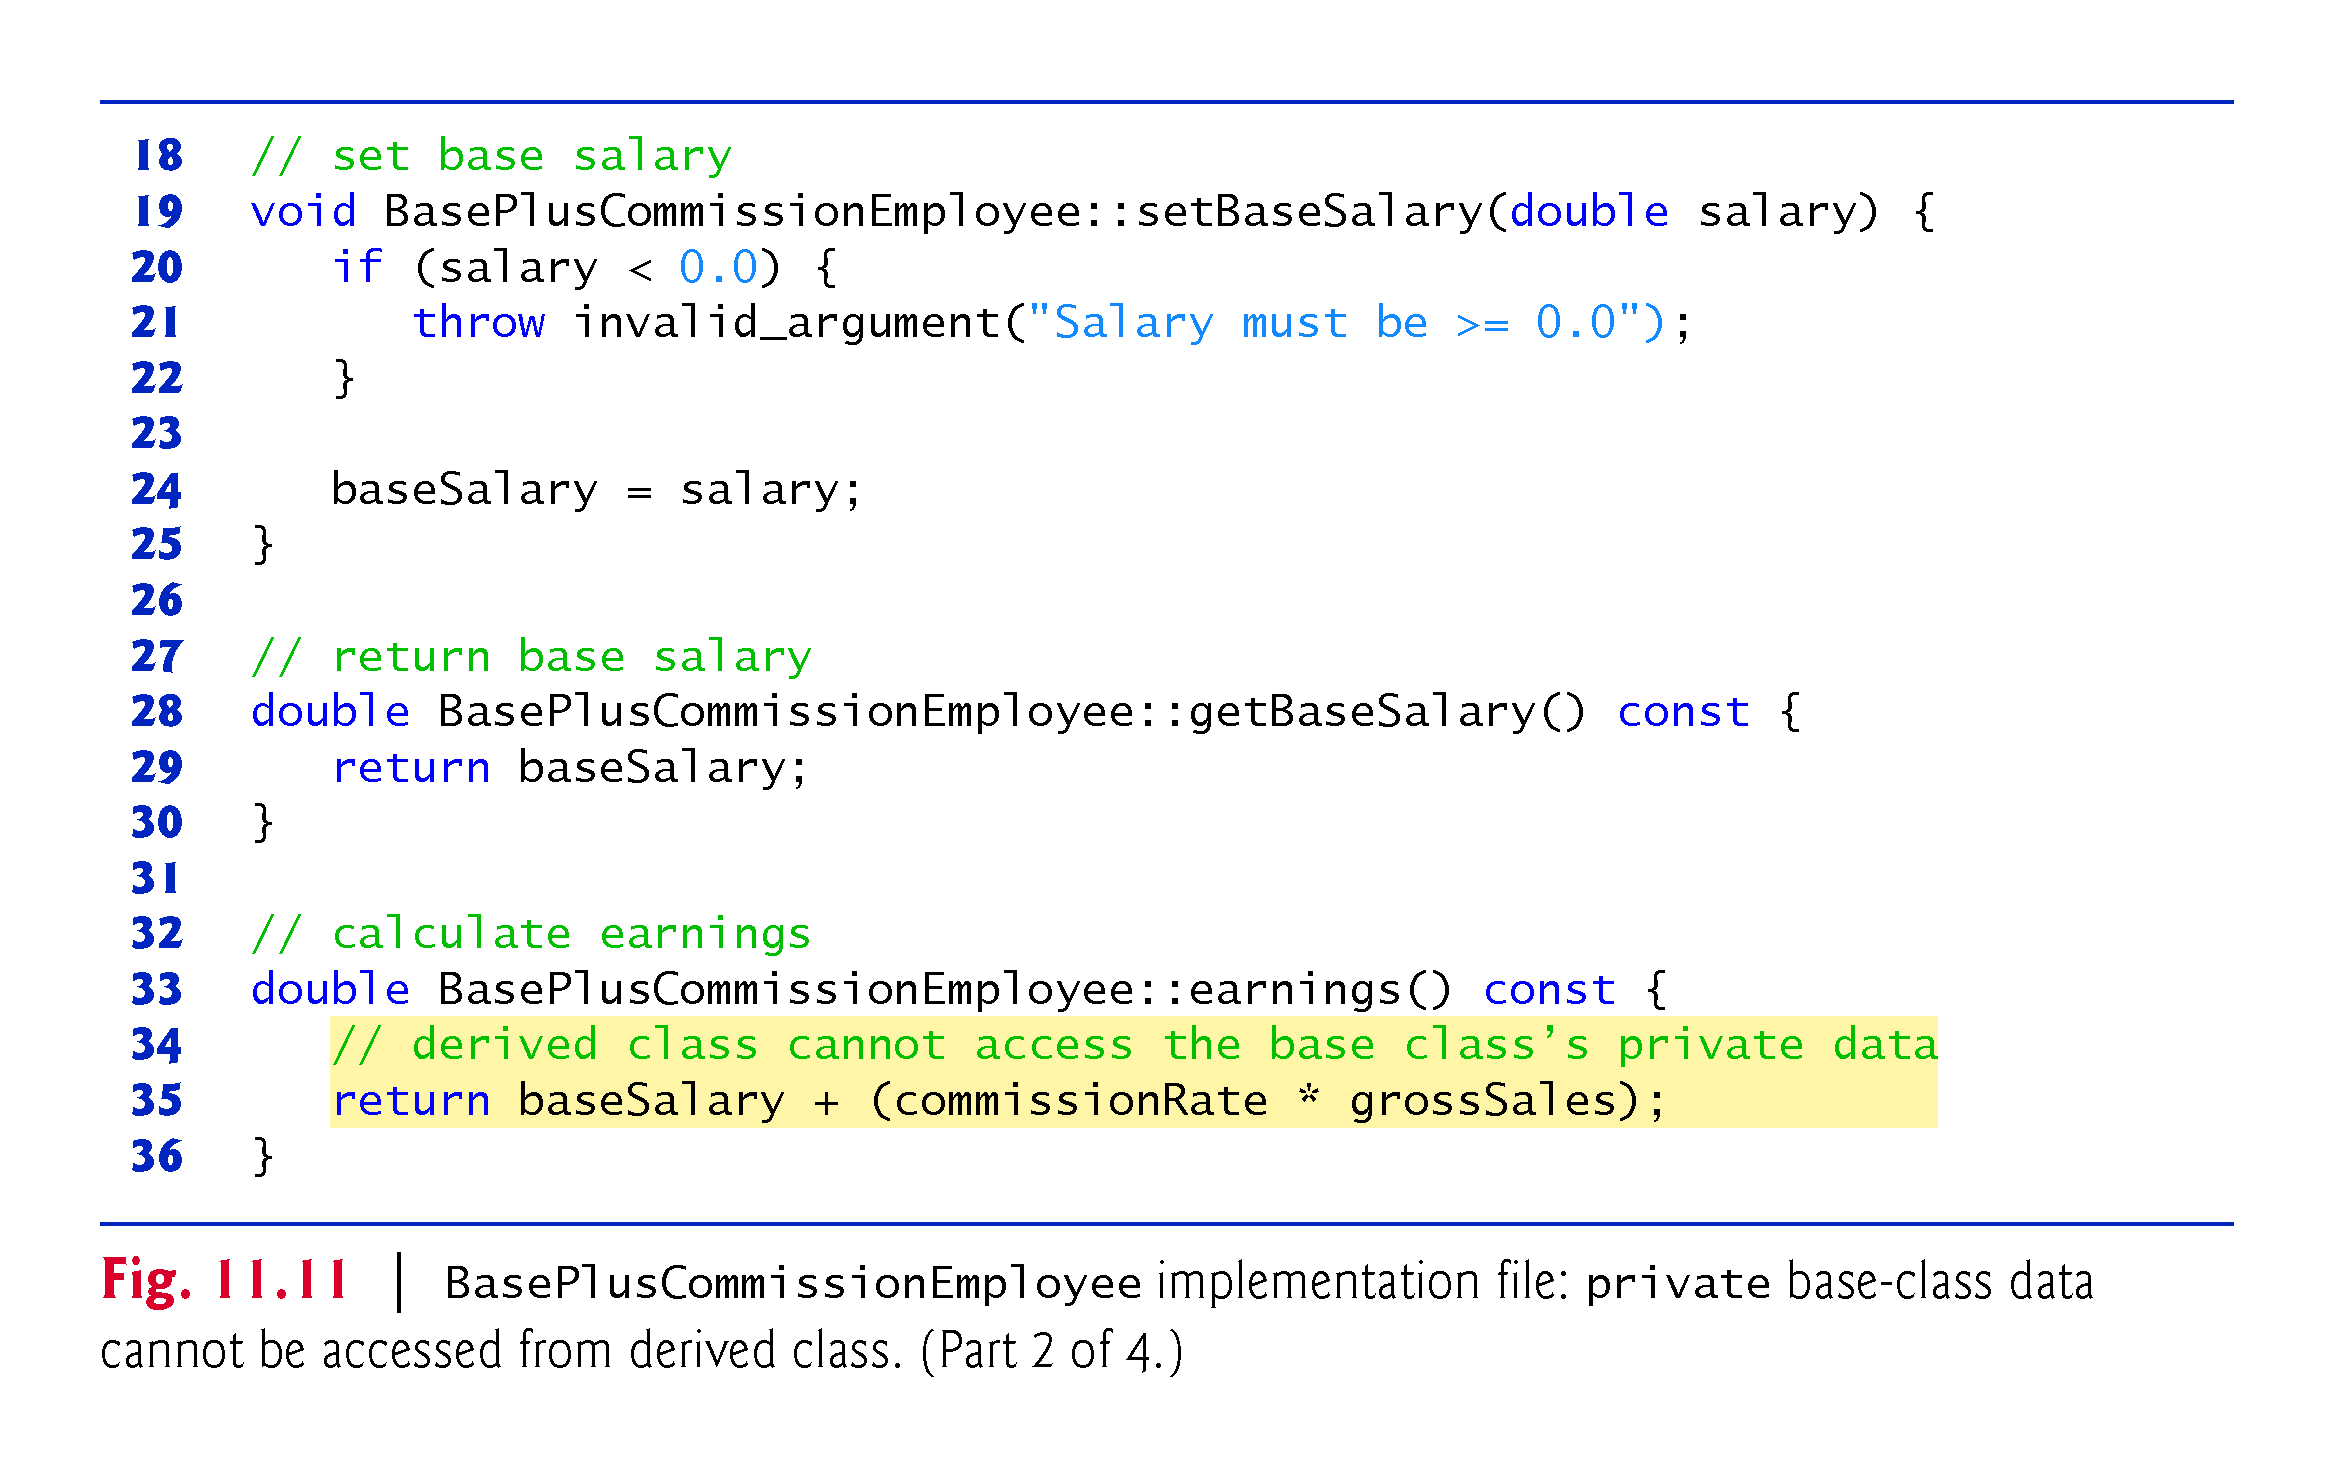 18 // set base salary
19 void BasePlusCommissionEmployee::setBaseSalary(double salary) {
20 if (salary < 0.0) {
21 throw invalid_argument("Salary must be >= 0.0");
22 }
23
24 baseSalary = salary;
25 }
26
27 // return base salary
28 double BasePlusCommissionEmployee::getBaseSalary() const {
29 return baseSalary;
30 }
31
32 // calculate earnings
33 double BasePlusCommissionEmployee::earnings() const {
34 // derived class cannot access the base class’s private data
35 return baseSalary + (commissionRate * grossSales);
36 }
Fig. 11.11 | BasePlusCommissionEmployee implementation file: private base-class data
cannot be accessed from derived class. (Part 2 of 4.)